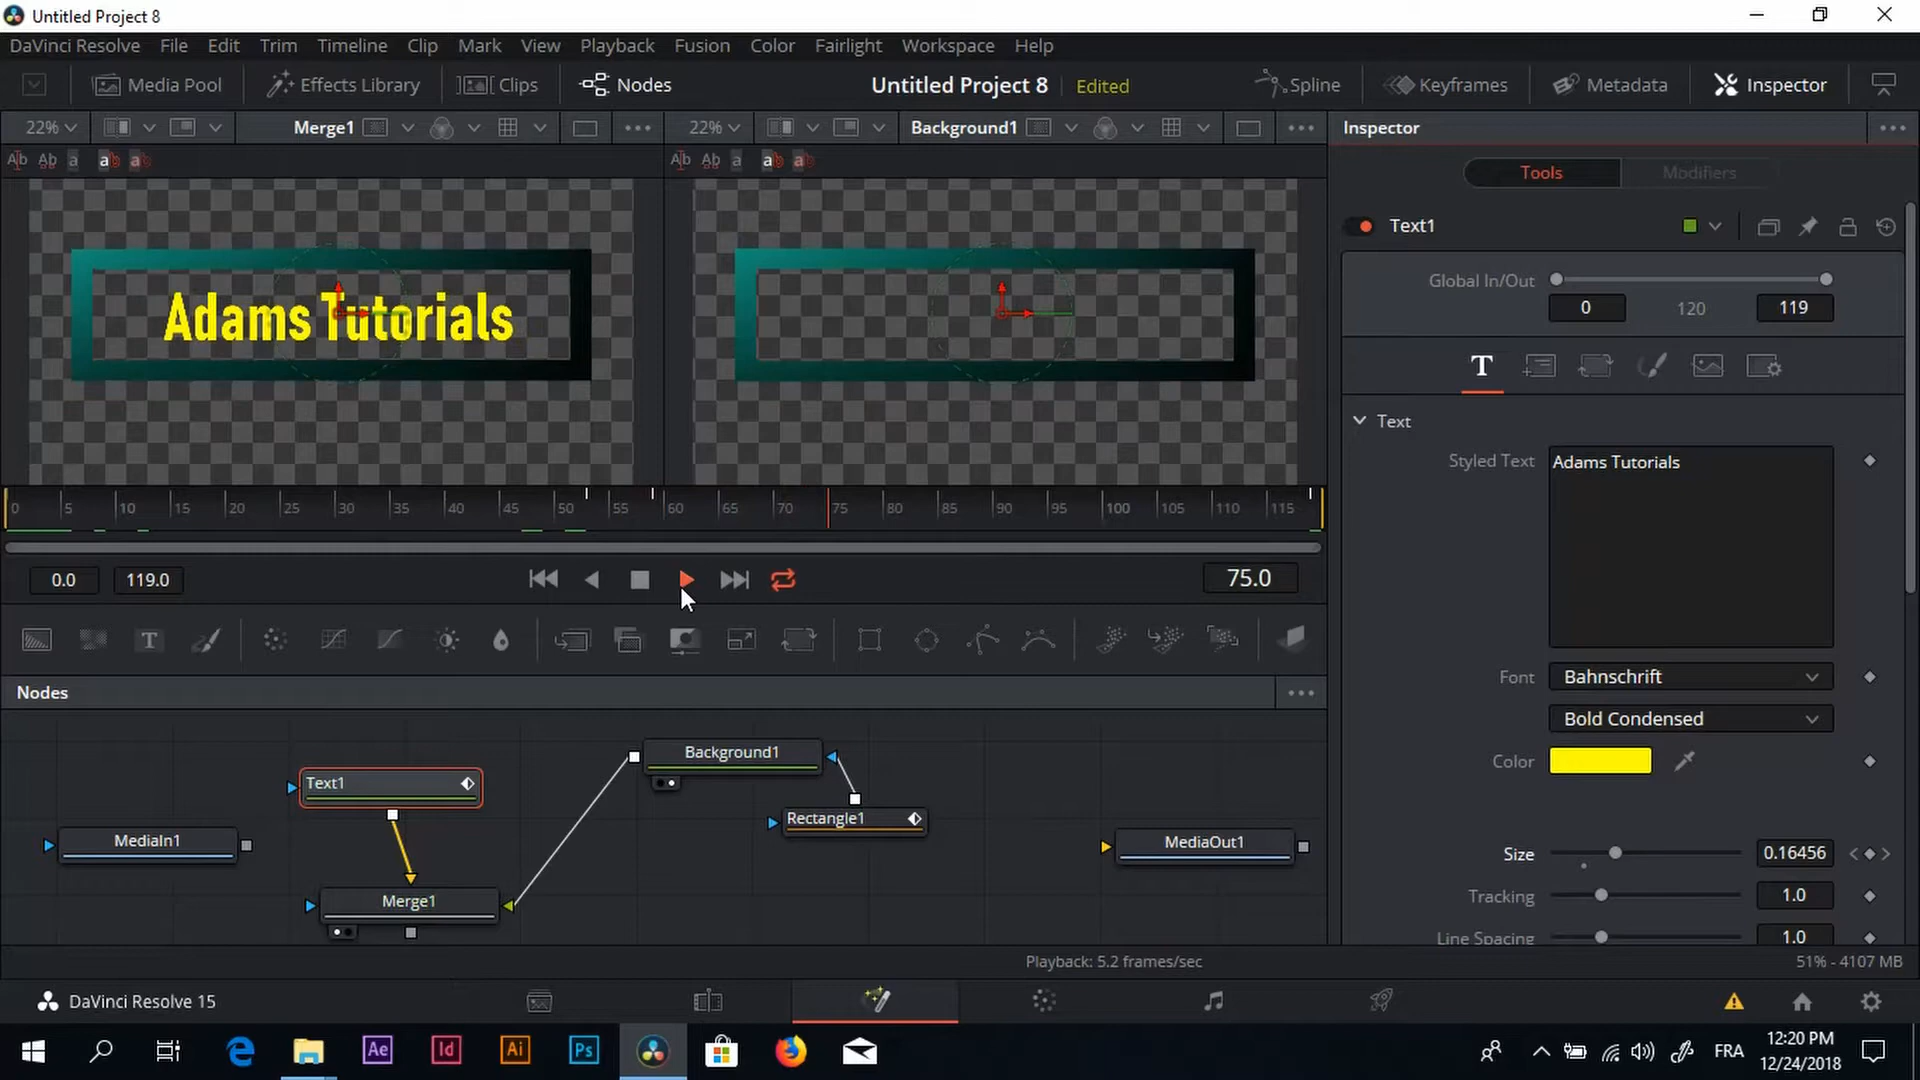 Untitled Project 8
DaVinci Resolve File Edit Trim Timeline Clip Mark View Playback Fusion Color Fairlight Workspace Help
Media Pool Effects Library Clips Nodes Untitled Project 8 Edited Spline Keyframes Metadata Inspector
22% Merge1 22% Background1 Inspector
Tools Modifiers
Text1
Global In/Out
0 120 119
Adams Tutorials
Text
Styled Text Adams Tutorials
0 5 10 15 20 25 30 35 40 45 50 55 60 65 70 75 80 85 90 95 100 105 110 115
0.0 119.0 75.0
Font Bahnschrift
Bold Condensed
Color
Nodes
Background1
Text1
Rectangle1
MediaIn1
MediaOut1
Merge1
Size 0.16456
Tracking 1.0
Line Spacing 1.0
Playback: 5.2 frames/sec 51% - 4107 MB
DaVinci Resolve 15
Ae Id Ai Ps
FRA
12:20 PM
12/24/2018